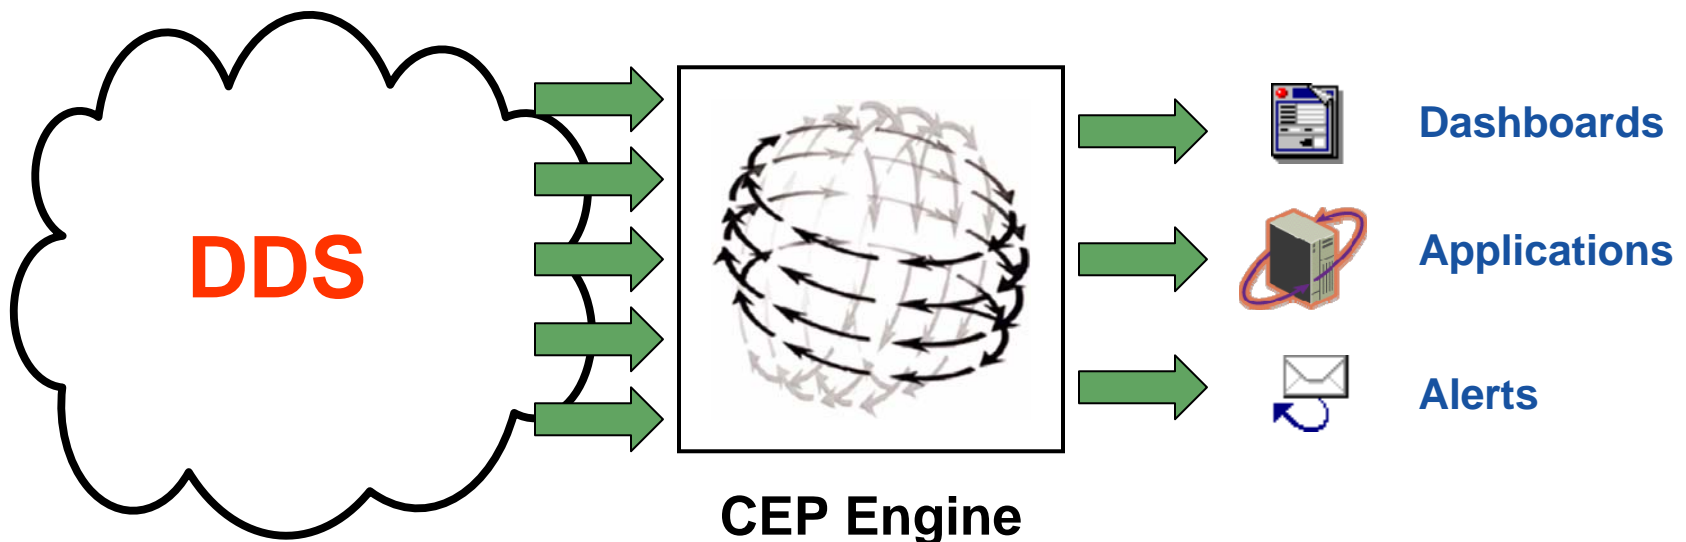 DDS
CEP Engine
Dashboards
Applications
Alerts